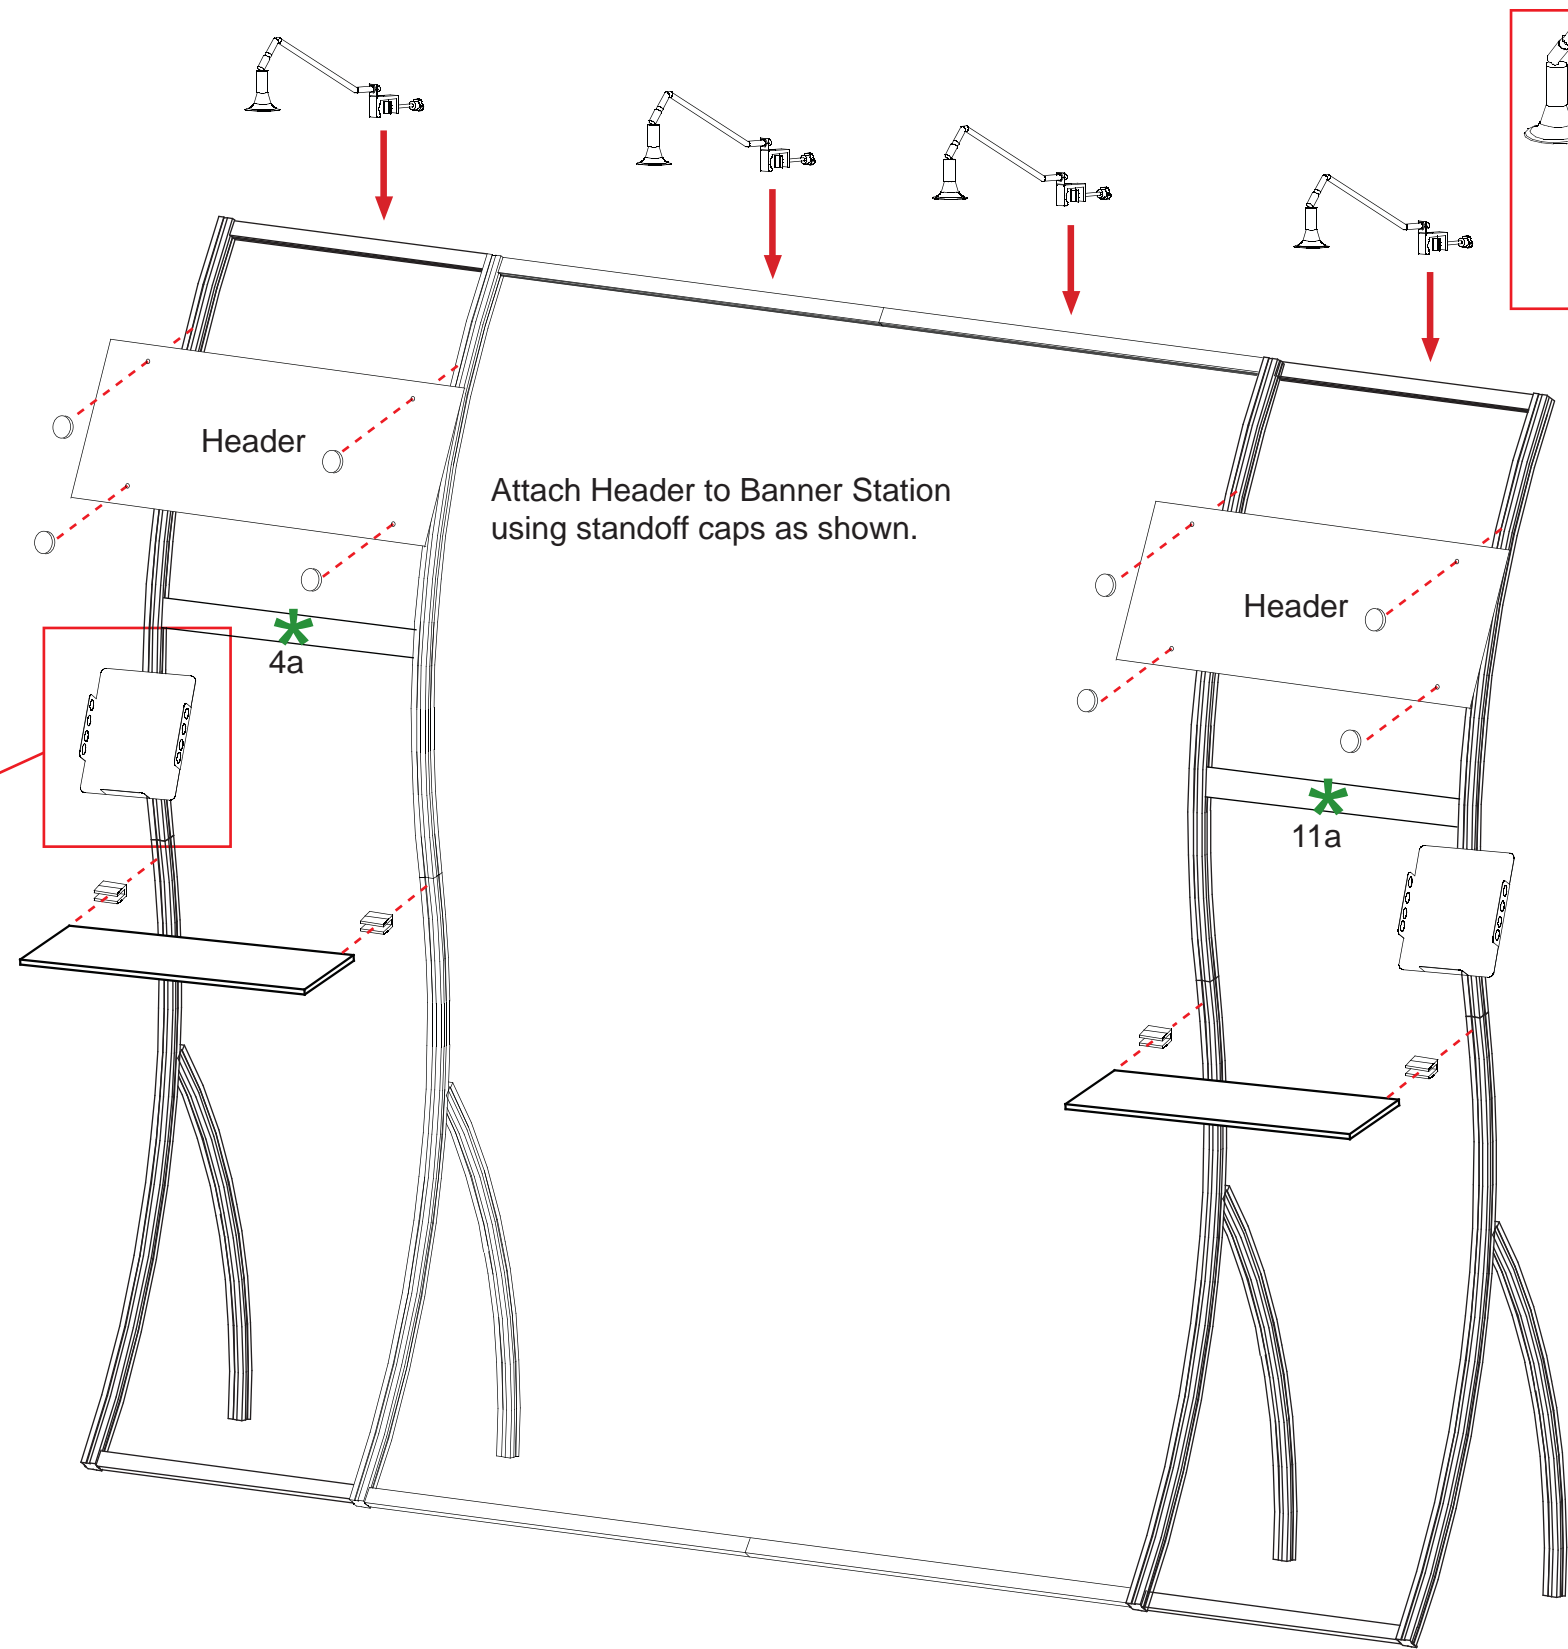 Header
Attach Header to Banner Station
using standoff caps as shown.
Header
*
4a
*
11a